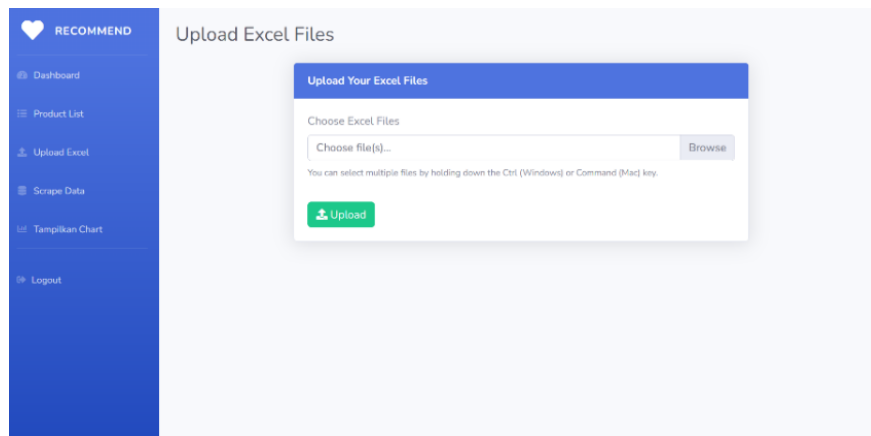 RECOMMEND
Dashboard
Product List
Upload Excel
Scrape Data
Tampilkan Chart
Logout
Upload Excel Files
Upload Your Excel Files
Choose Excel Files
Choose file(s)...
Browse
You can select multiple files by holding down the Ctrl (Windows) or Command (Mac) key.
Upload